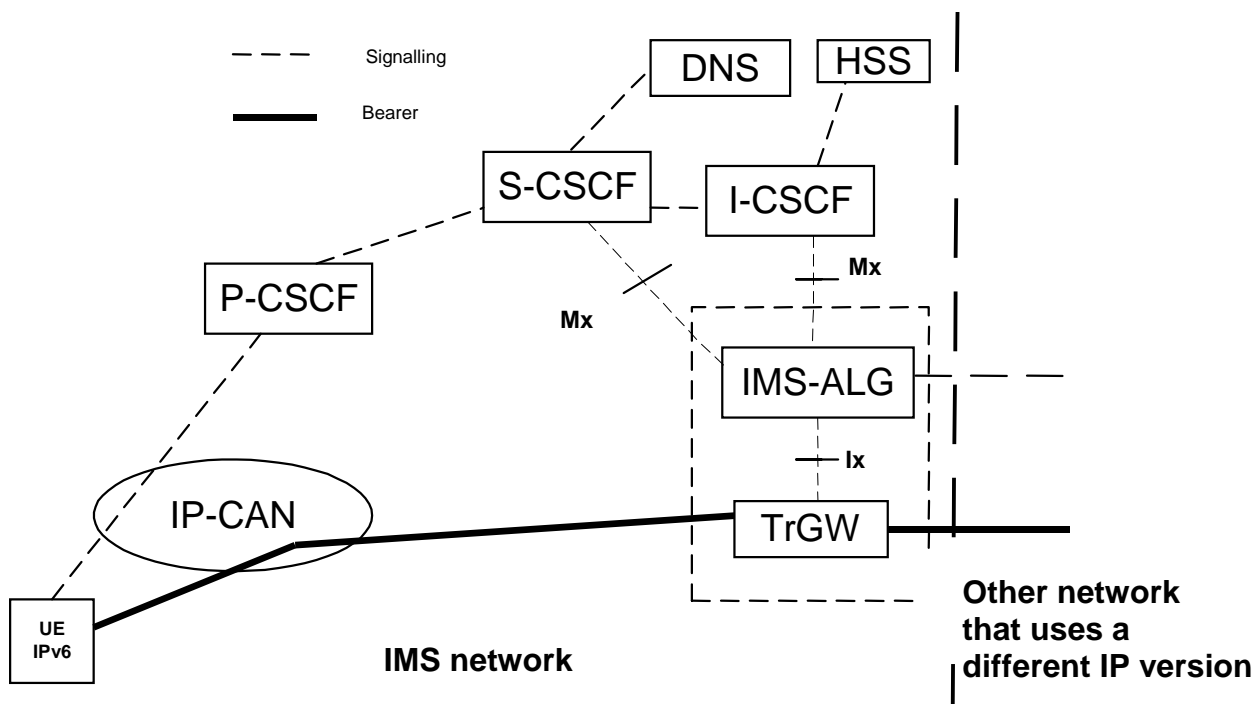 Signalling
Bearer
DNS
HSS
S-CSCF
I-CSCF
P-CSCF
Mx
Mx
IMS-ALG
Ix
IP-CAN
TrGW
UE
IPv6
IMS network
Other network
that uses a
different IP version